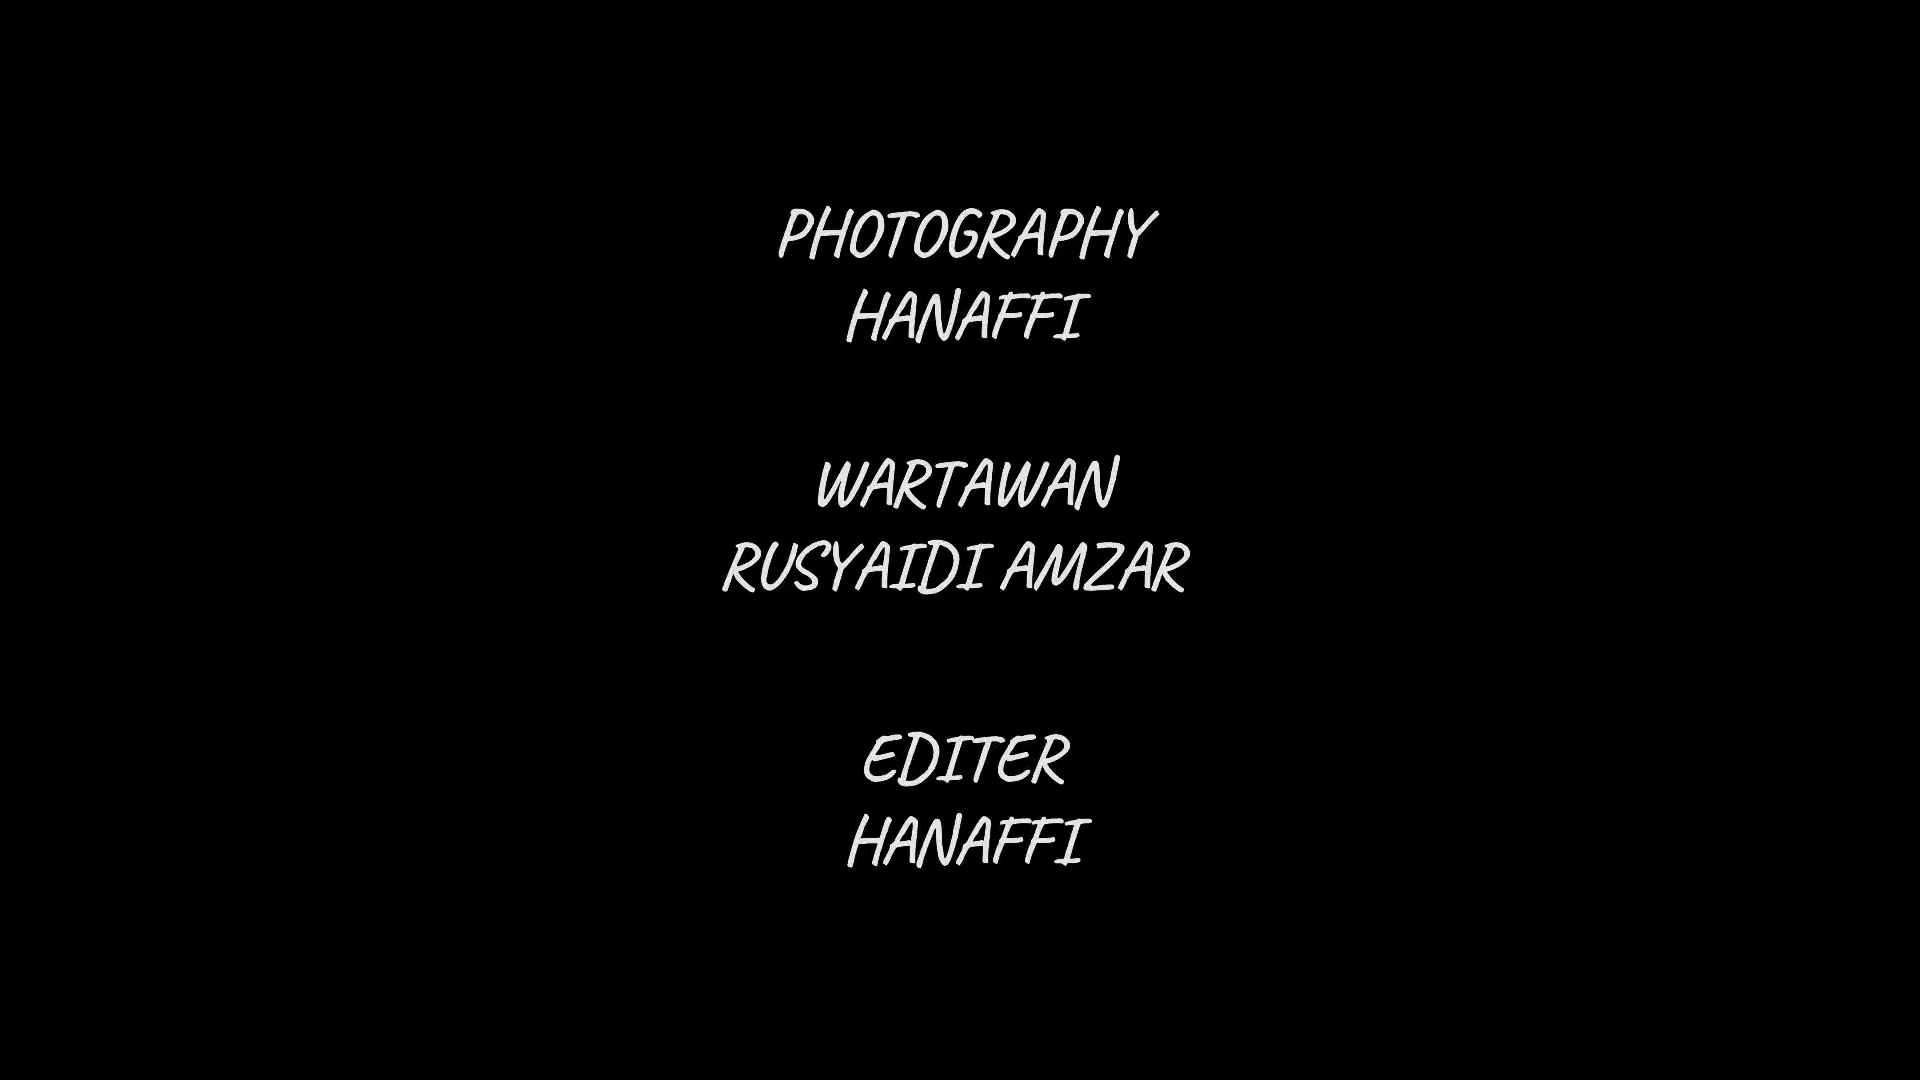 PHOTOGRAPHY
HANAFFI
WARTAWAN
RUSYAIDI AMZAR
EDITER
HANAFFI